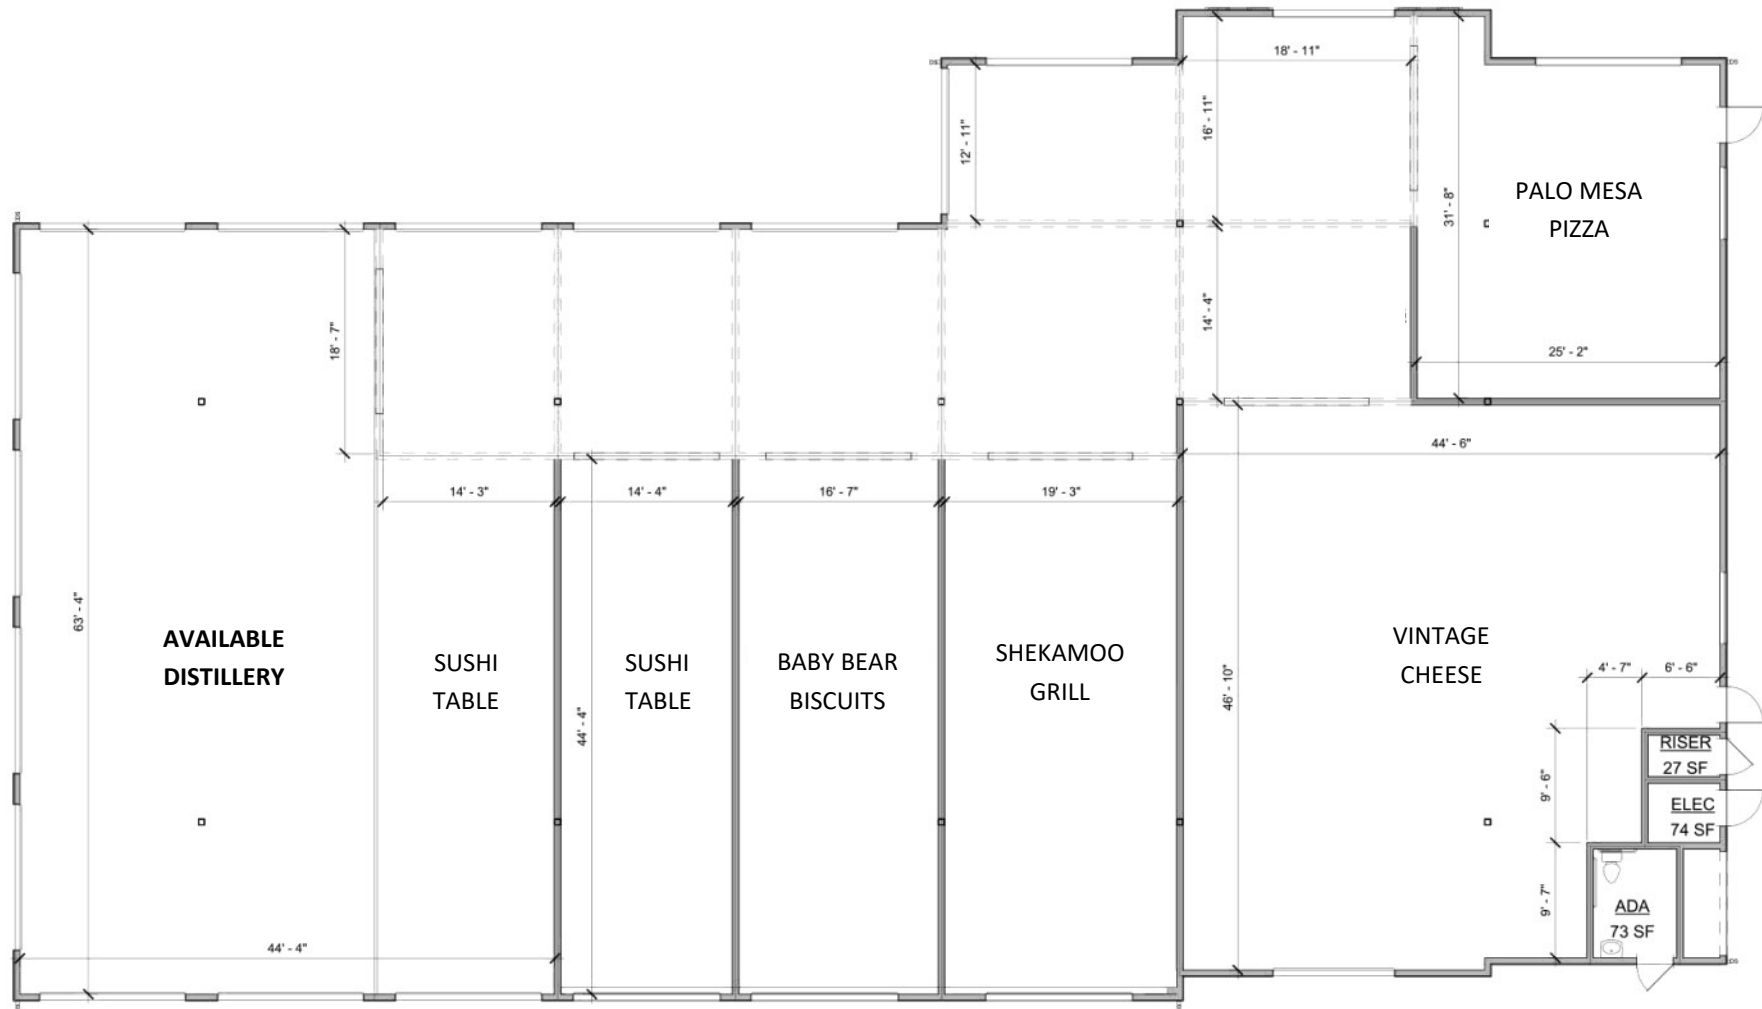 18' - 11"
12' - 11"
16' - 11"
31' - 8"
PALO MESA
PIZZA
18' - 7"
14' - 4"
25' - 2"
44' - 6"
14' - 3"
14' - 4"
16' - 7"
19' - 3"
63' - 4"
AVAILABLE
DISTILLERY
SUSHI
TABLE
SUSHI
TABLE
BABY BEAR
BISCUITS
SHEKAMOO
GRILL
VINTAGE
CHEESE
44' - 4"
46' - 10"
4' - 7"
6' - 6"
RISER
27 SF
9' - 6"
ELEC
74 SF
9' - 7"
ADA
73 SF
44' - 4"